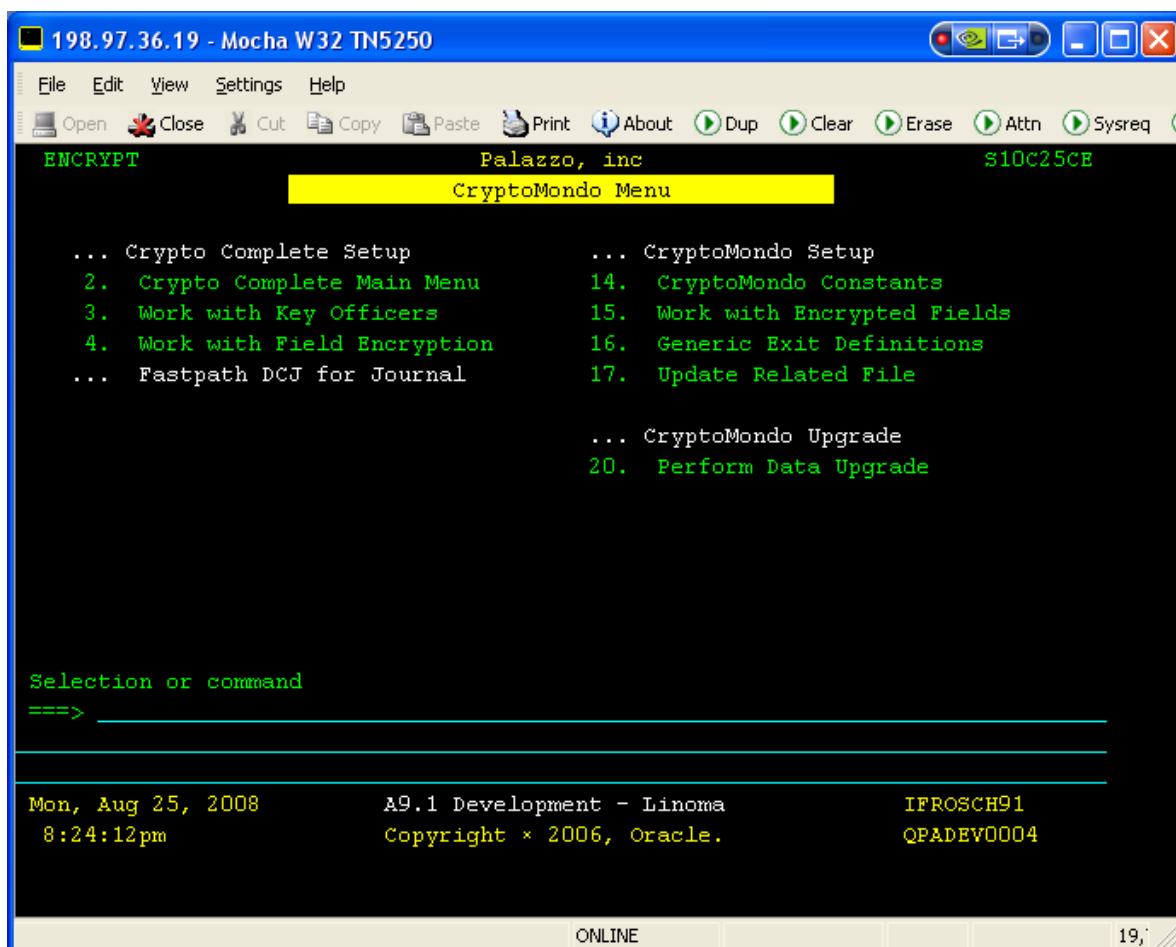 198.97.36.19 - Mocha W32 TN5250
File Edit View Settings Help
Open Close Cut Copy Paste Print About Dup Clear Erase Attn Sysreq
ENCRYPT Palazzo, inc S10C25CE
CryptoMondo Menu
... Crypto Complete Setup ... CryptoMondo Setup
2. Crypto Complete Main Menu 14. CryptoMondo Constants
3. Work with Key Officers 15. Work with Encrypted Fields
4. Work with Field Encryption 16. Generic Exit Definitions
... Fastpath DCJ for Journal 17. Update Related File
... CryptoMondo Upgrade
20. Perform Data Upgrade
Selection or command
===>
Mon, Aug 25, 2008 A9.1 Development - Linoma IFROSCH91
8:24:12pm Copyright × 2006, Oracle. QPADEV0004
ONLINE 19,